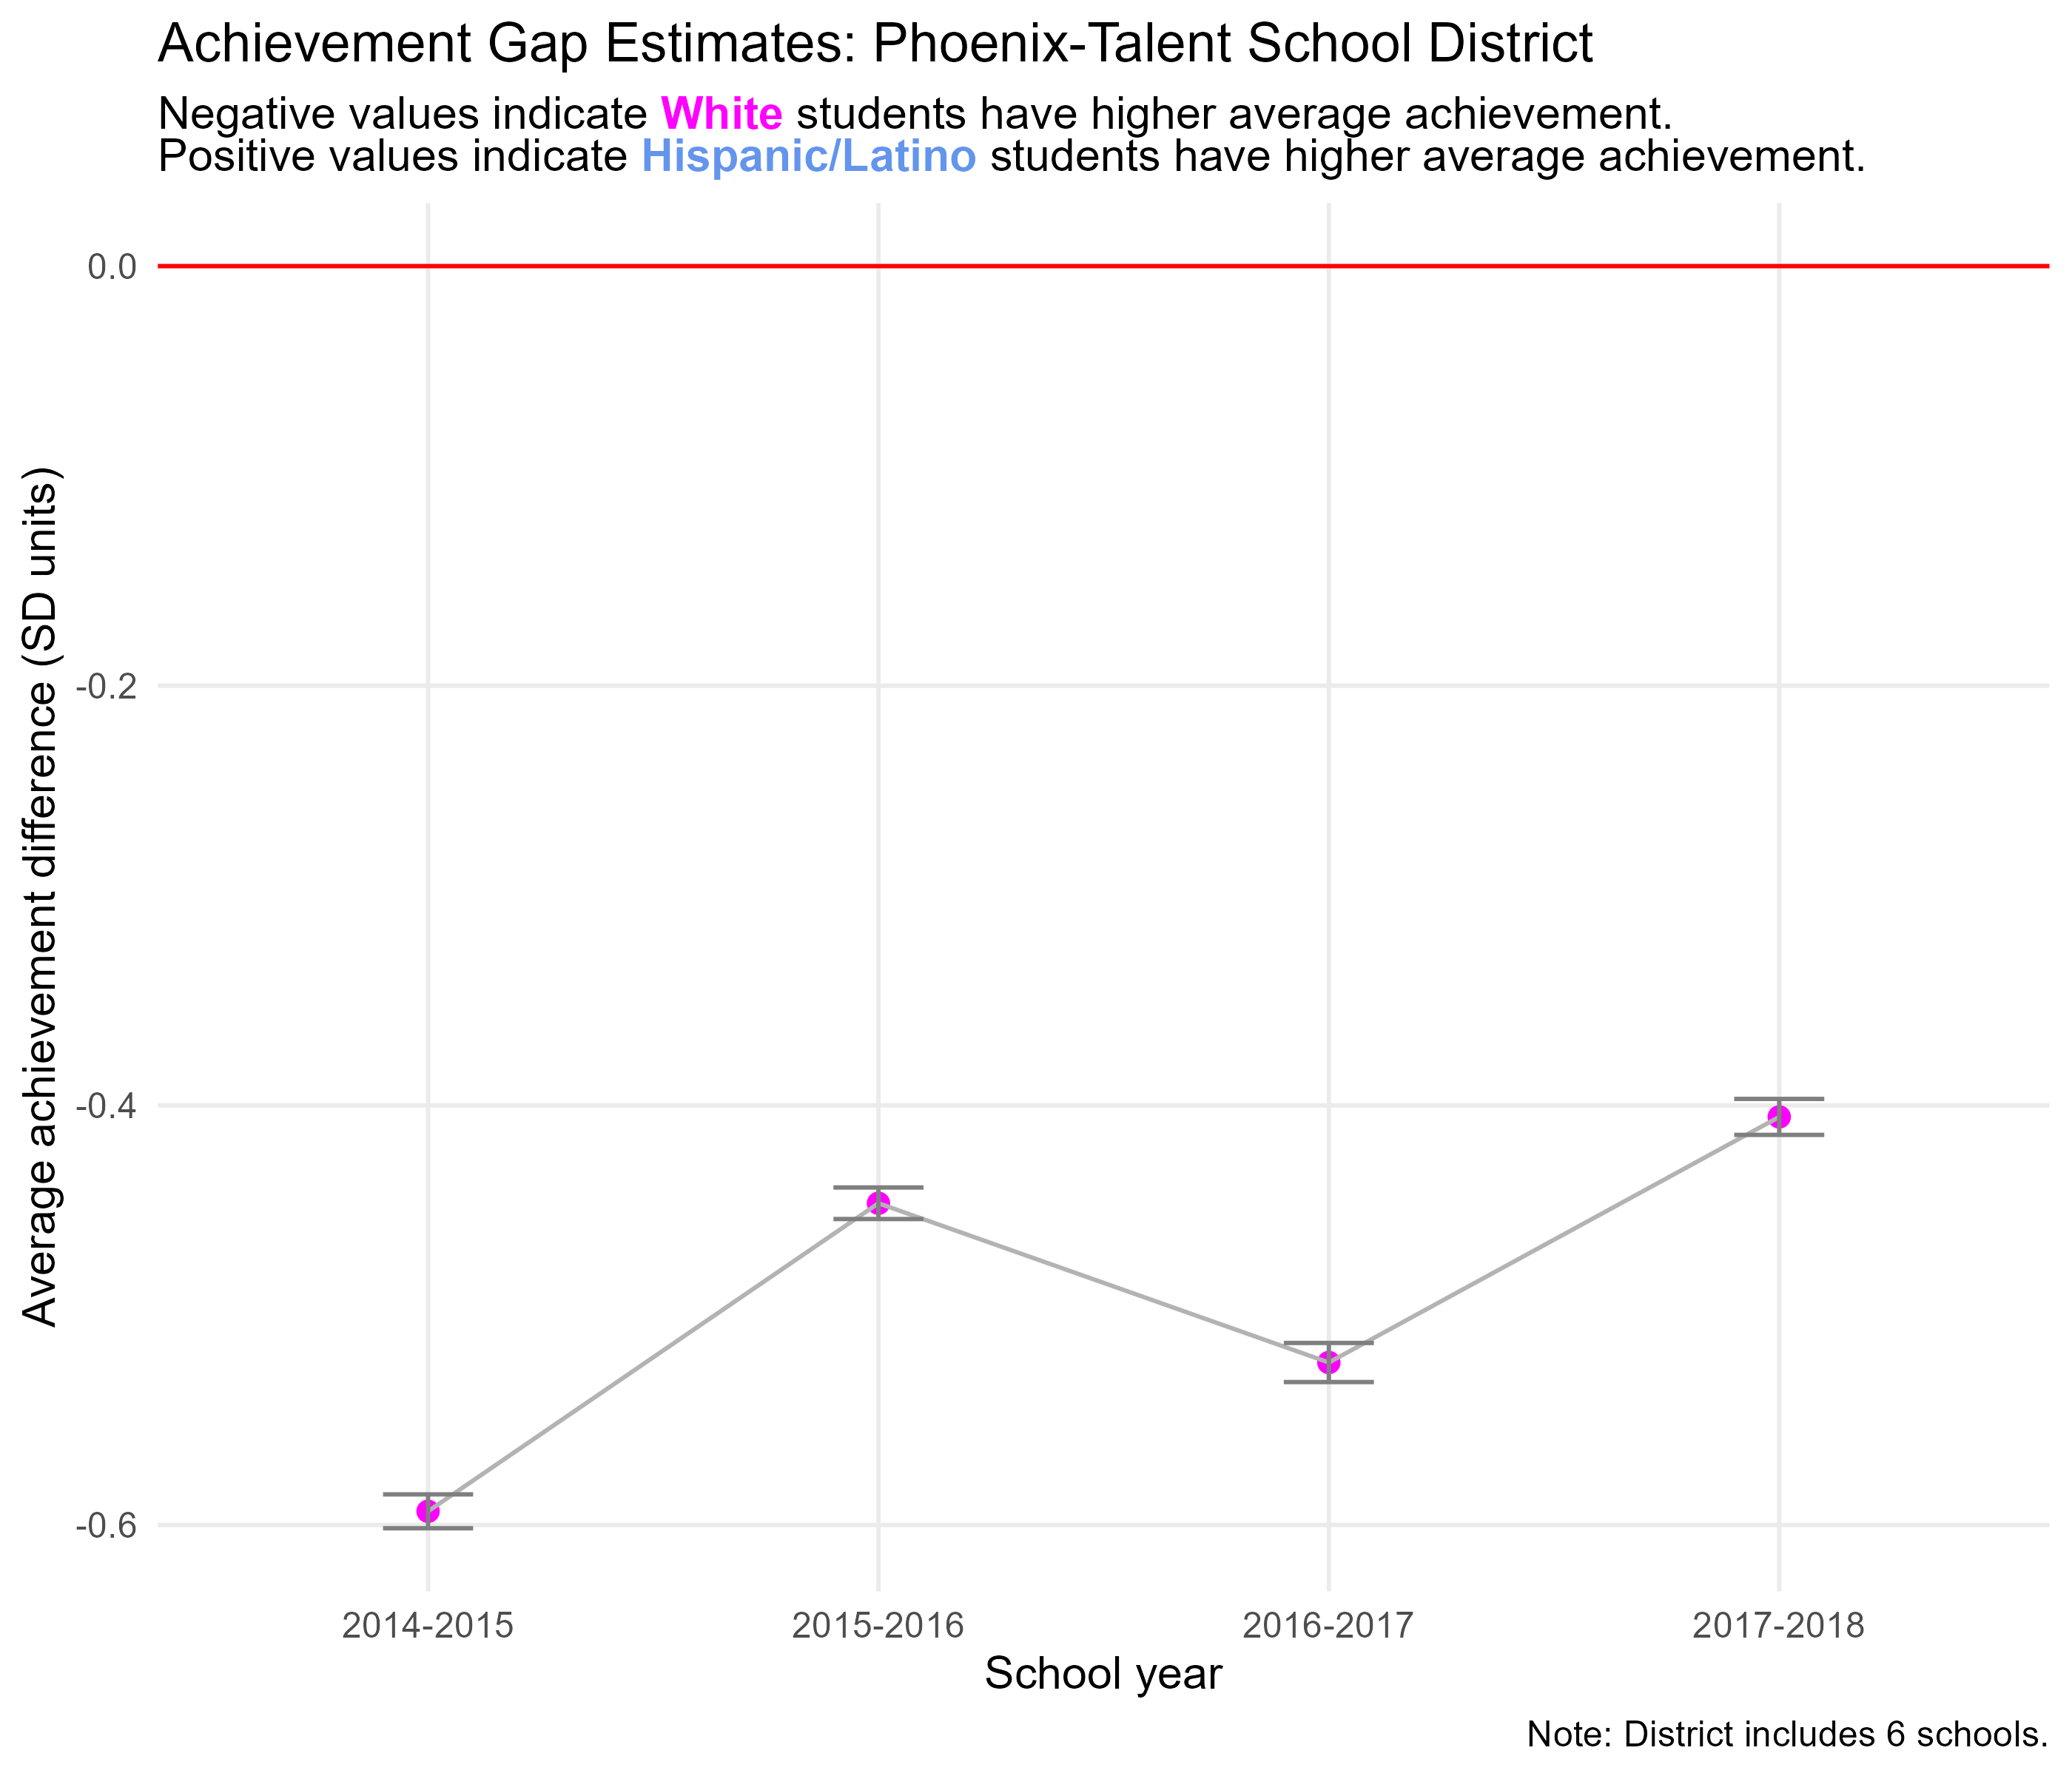 Achievement Gap Estimates: Phoenix-Talent School District
Negative values indicate White students have higher average achievement.
Positive values indicate Hispanic/Latino students have higher average achievement.
Average achievement difference (SD units)
0.0
-0.2
-0.4
-0.6
2014-2015
2015-2016
2016-2017
2017-2018
School year
Note: District includes 6 schools.